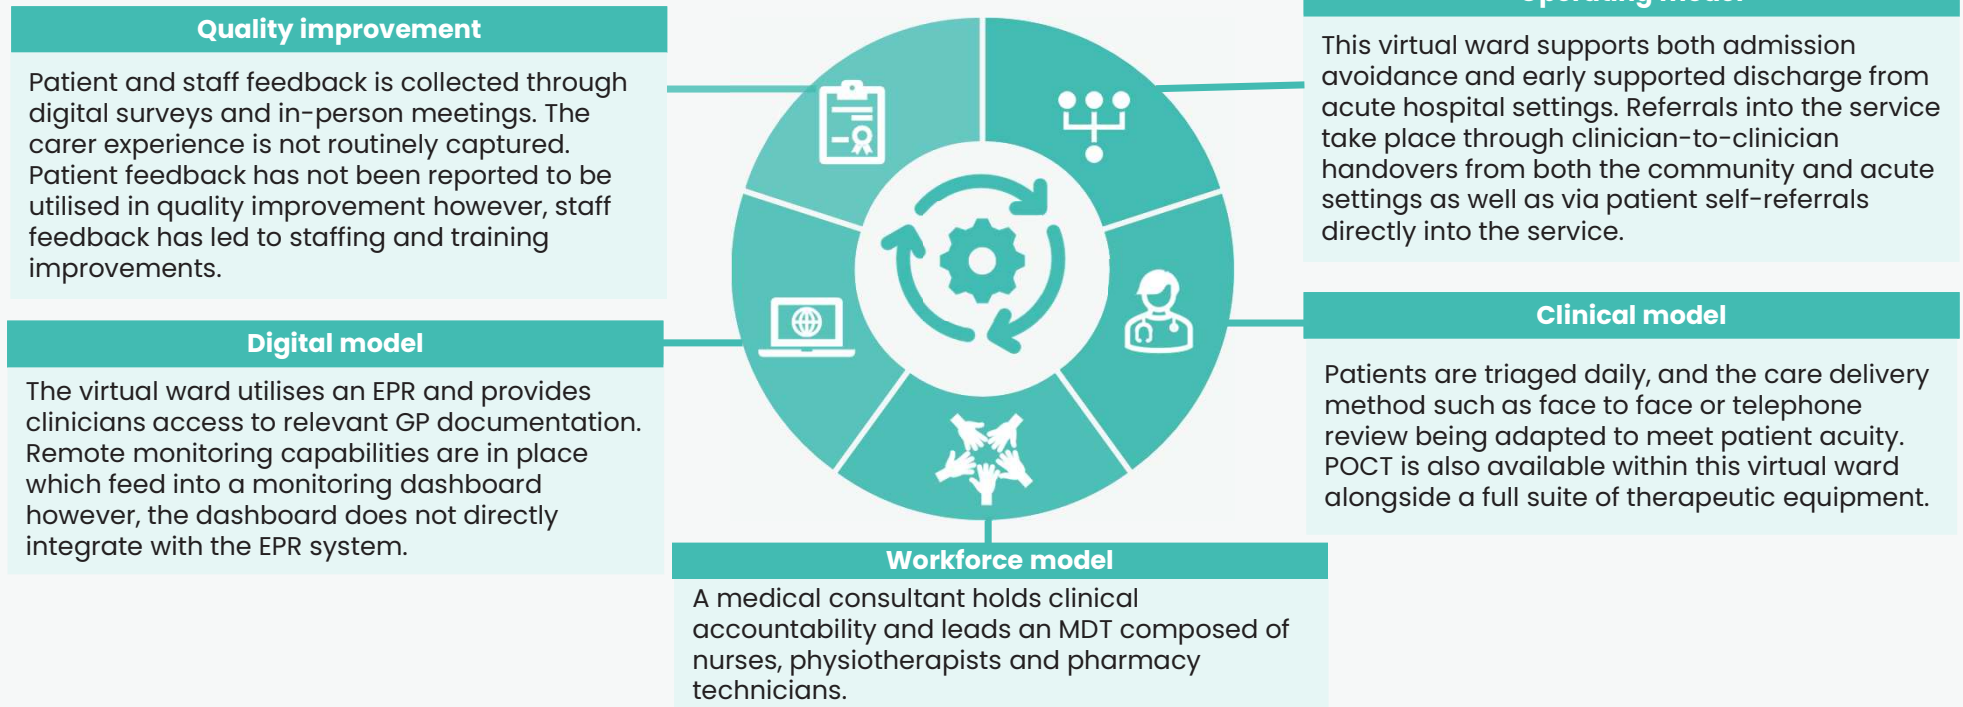 Quality improvement
Patient and staff feedback is collected through
digital surveys and in-person meetings. The
carer experience is not routinely captured.
Patient feedback has not been reported to be
utilised in quality improvement however, staff
feedback has led to staffing and training
improvements.
Digital model
The virtual ward utilises an EPR and provides
clinicians access to relevant GP documentation.
Remote monitoring capabilities are in place
which feed into a monitoring dashboard
however, the dashboard does not directly
integrate with the EPR system.
Workforce model
A medical consultant holds clinical
accountability and leads an MDT composed of
nurses, physiotherapists and pharmacy
technicians.
Operating model
This virtual ward supports both admission
avoidance and early supported discharge from
acute hospital settings. Referrals into the service
take place through clinician-to-clinician
handovers from both the community and acute
settings as well as via patient self-referrals
directly into the service.
Clinical model
Patients are triaged daily, and the care delivery
method such as face to face or telephone
review being adapted to meet patient acuity.
POCT is also available within this virtual ward
alongside a full suite of therapeutic equipment.